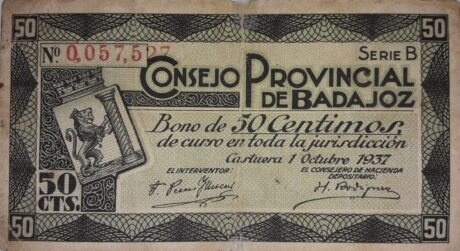 50
50
Nº 0,057,527
SERIE B
CONSEJO PROVINCIAL
DE BADAJOZ
Bono de 50 Centimos,
de curso en toda la jurisdicción
Castuera 1 Octubre 1937
EL INTERVENTOR:
EL CONSEJERO DE HACIENDA
DEPOSITARIO:
50
CTS.
H. Rodriguez
50
50